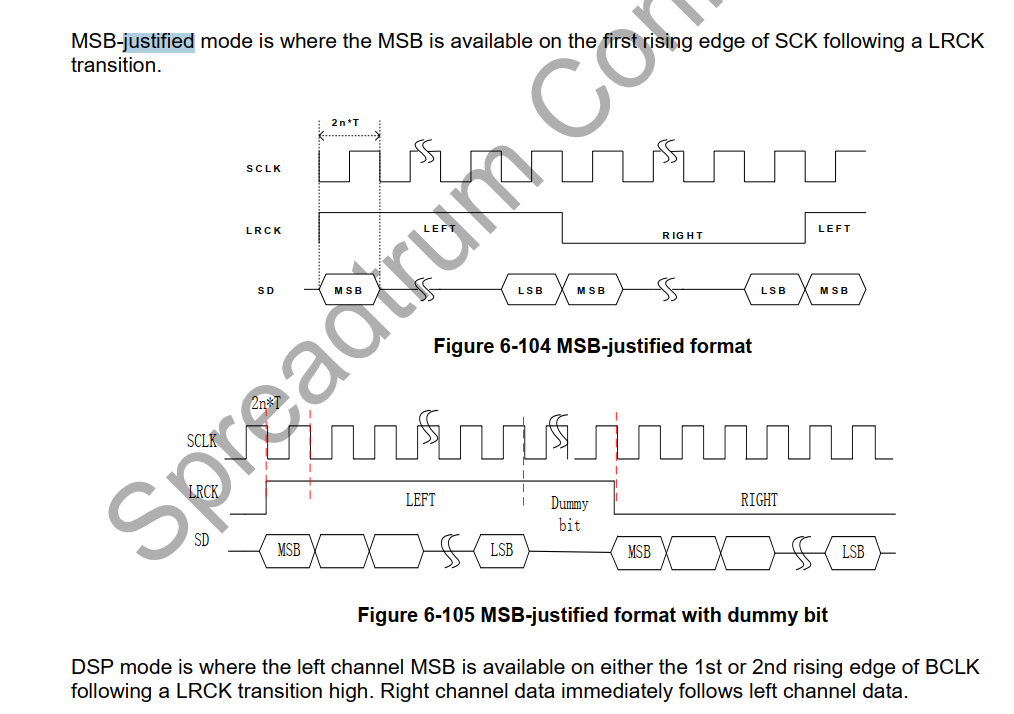 MSB-justified mode is where the MSB is available on the first rising edge of SCK following a LRCK
transition.
2n*T
SCLK
LRCK
LEFT
RIGHT
LEFT
SD
MSB
LSB
MSB
LSB
MSB
Figure 6-104 MSB-justified format
2n*T
SCLK
LRCK
LEFT
Dummy
bit
RIGHT
SD
MSB
LSB
MSB
LSB
Figure 6-105 MSB-justified format with dummy bit
DSP mode is where the left channel MSB is available on either the 1st or 2nd rising edge of BCLK
following a LRCK transition high. Right channel data immediately follows left channel data.
Spreadtrum